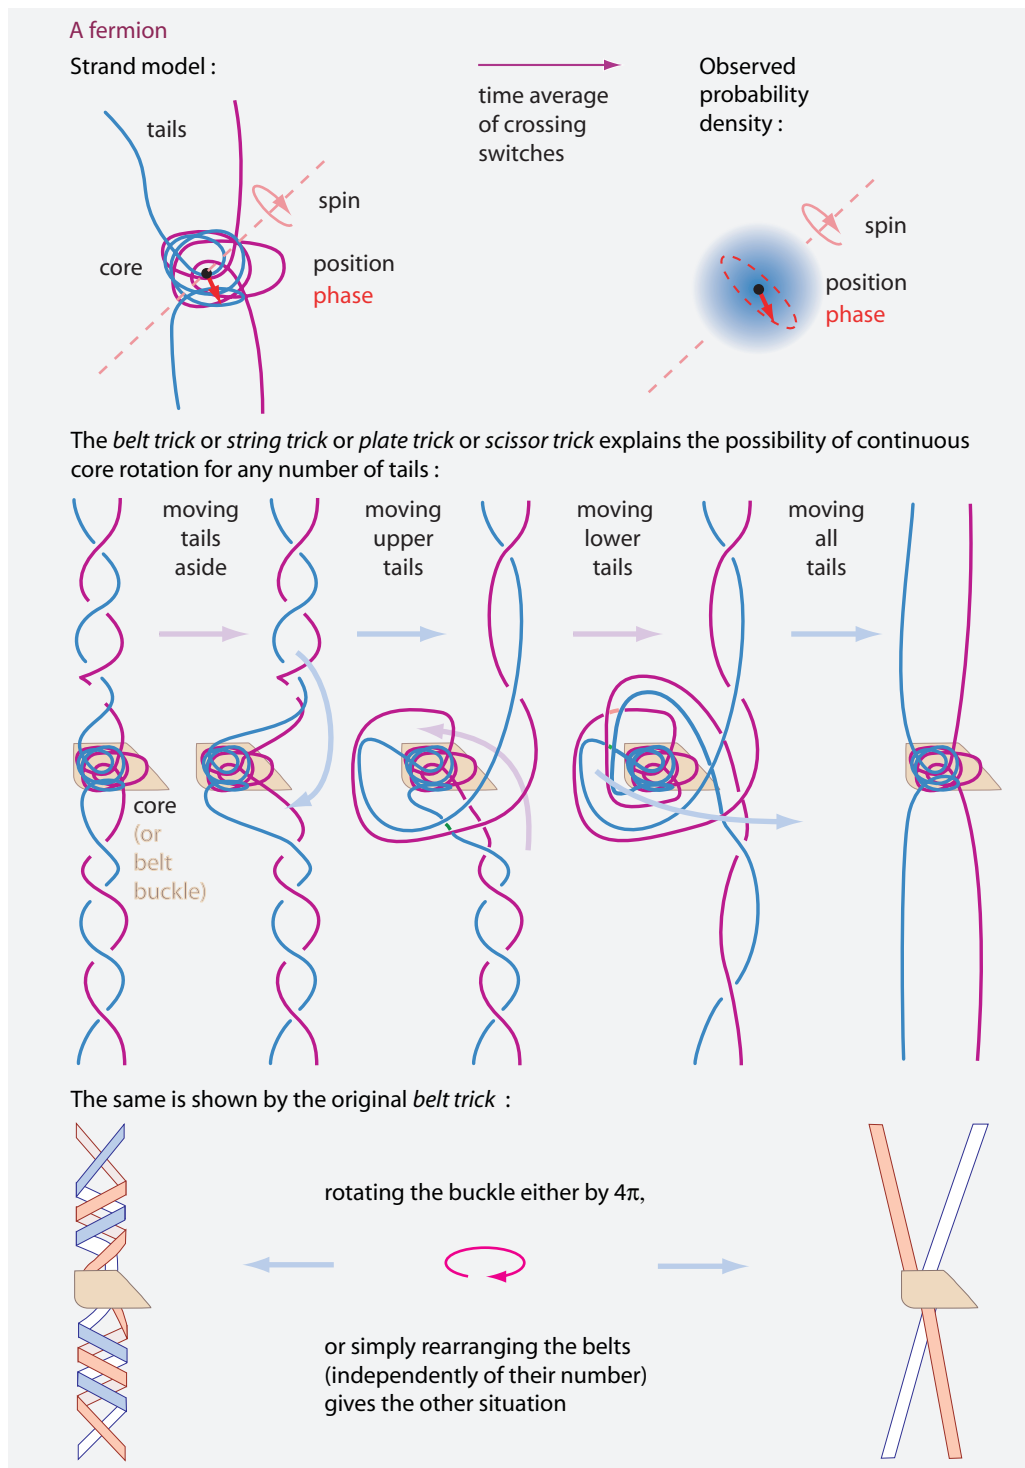 A fermion
Strand model :
tails
spin
core
position
phase
time average
of crossing
switches
Observed
probability
density :
spin
position
phase
The belt trick or string trick or plate trick or scissor trick explains the possibility of continuous
core rotation for any number of tails :
moving
tails
aside
moving
upper
tails
moving
lower
tails
moving
all
tails
core
(or
belt
buckle)
The same is shown by the original belt trick :
rotating the buckle either by 4π,
or simply rearranging the belts
(independently of their number)
gives the other situation